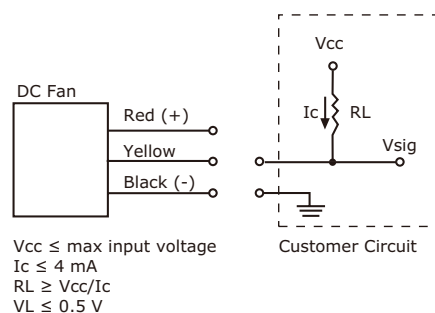 Vcc
DC Fan
Ic
RL
Red (+)
Vsig
Yellow
Black (-)
Vcc ≤ max input voltage
Customer Circuit
Ic ≤ 4 mA
RL ≥ Vcc/Ic
VL ≤ 0.5 V